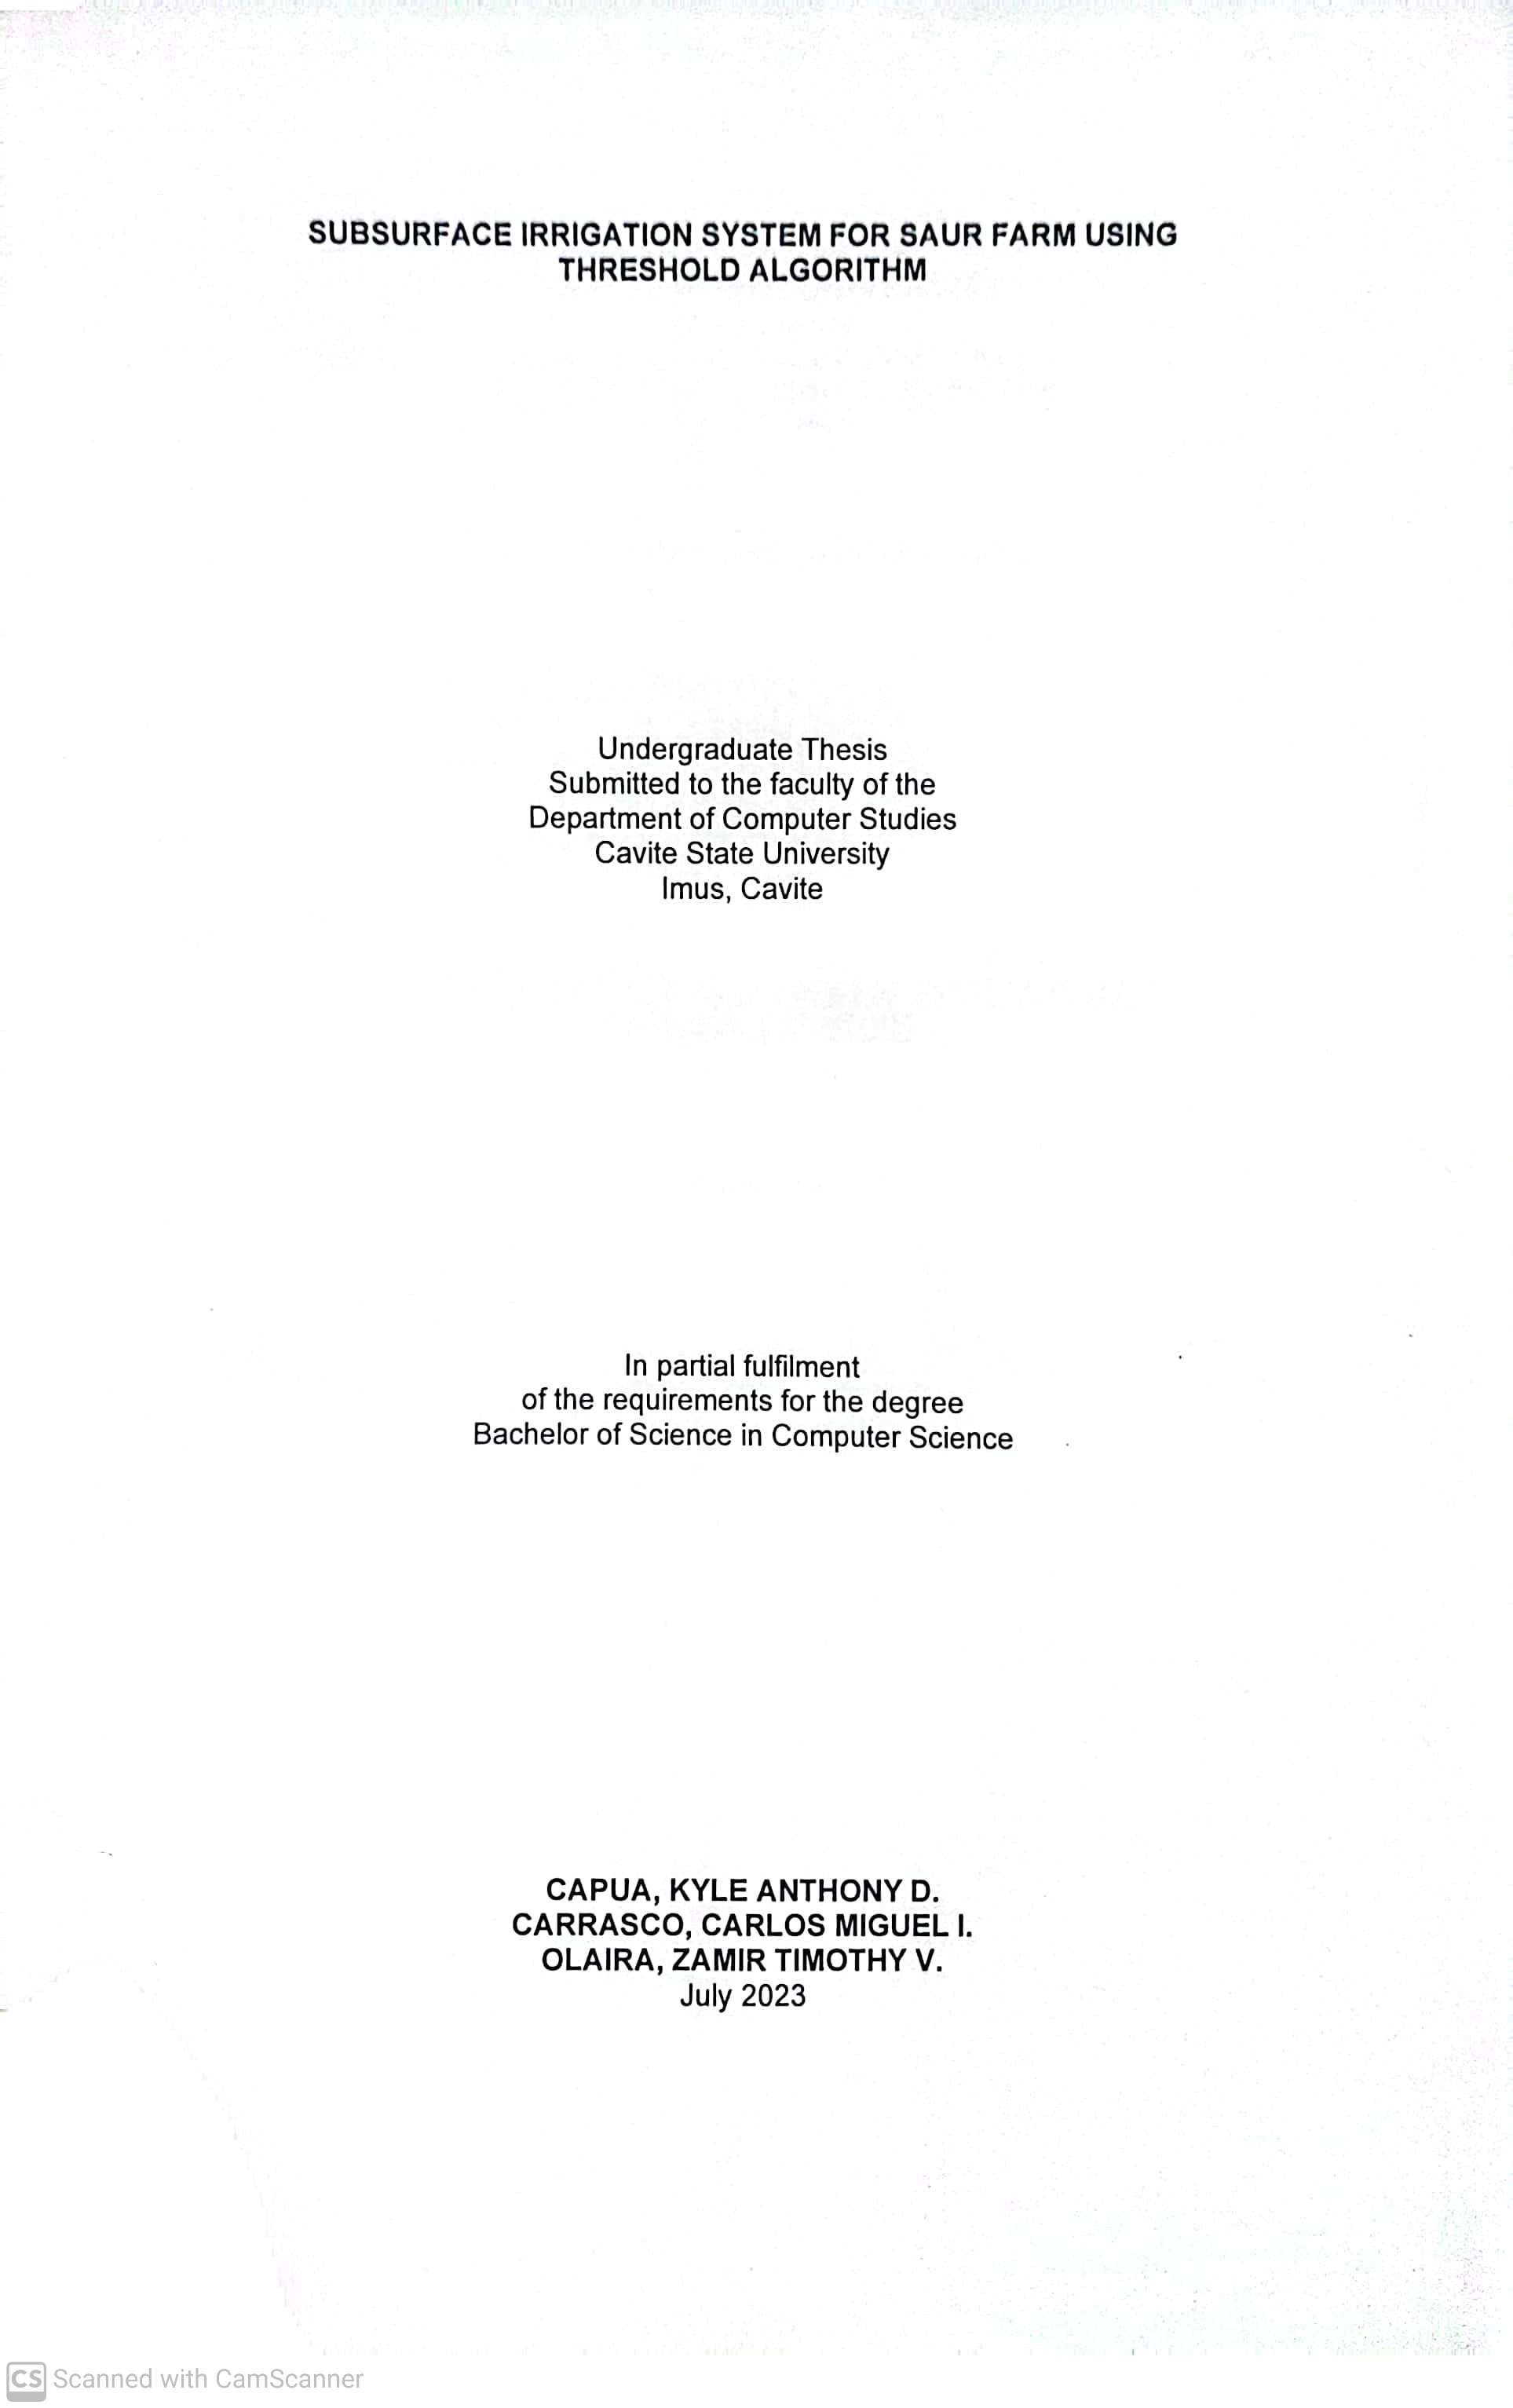 SUBSURFACE IRRIGATION SYSTEM FOR SAUR FARM USING
THRESHOLD ALGORITHM
Undergraduate Thesis
Submitted to the faculty of the
Department of Computer Studies
Cavite State University
Imus, Cavite
In partial fulfilment
of the requirements for the degree
Bachelor of Science in Computer Science
CAPUA, KYLE ANTHONY D.
CARRASCO, CARLOS MIGUEL I.
OLAIRA, ZAMIR TIMOTHY V.
July 2023
CS Scanned with CamScanner